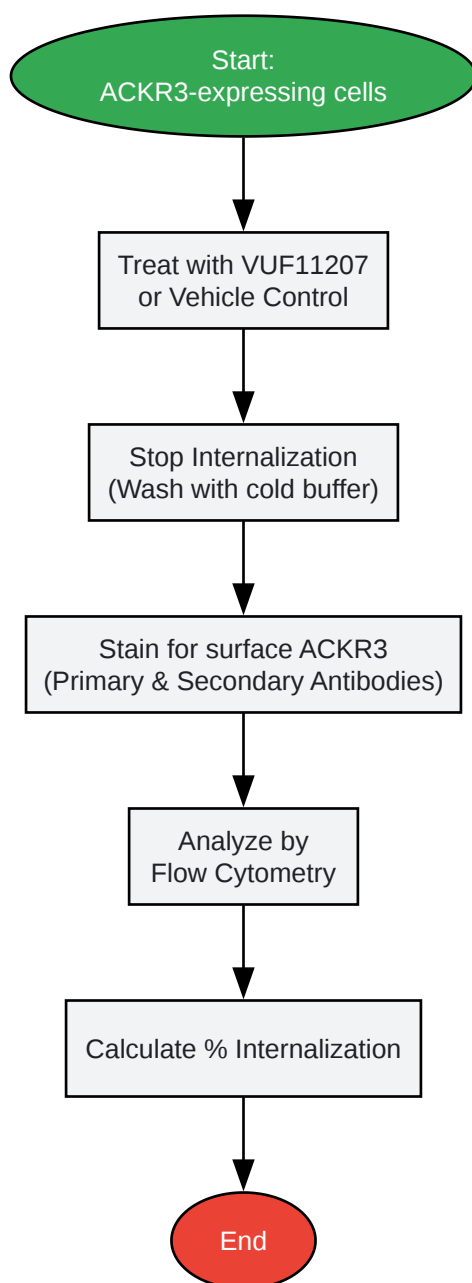 Start:
ACKR3-expressing cells
Treat with VUF11207
or Vehicle Control
Stop Internalization
(Wash with cold buffer)
Stain for surface ACKR3
(Primary & Secondary Antibodies)
Analyze by
Flow Cytometry
Calculate % Internalization
End